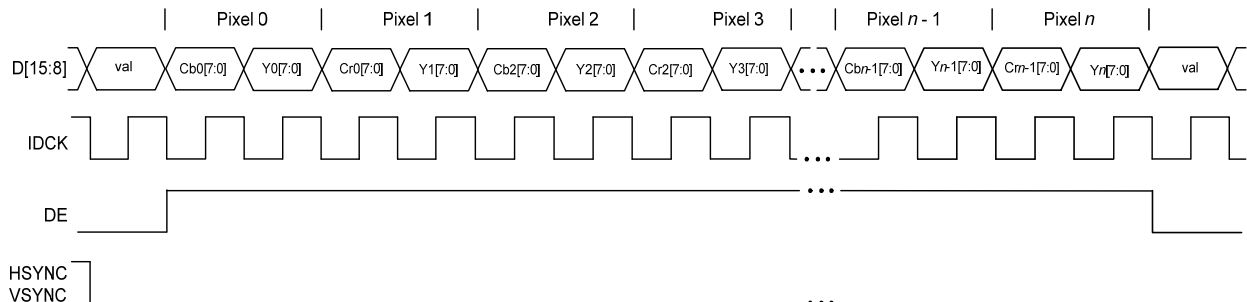 Pixel 0 Pixel 1 Pixel 2 Pixel 3 Pixel n - 1 Pixel n
D[15:8] val Cb0[7:0] Y0[7:0] Cr0[7:0] Y1[7:0] Cb2[7:0] Y2[7:0] Cr2[7:0] Y3[7:0] ••• Cbn-1[7:0] Yn-1[7:0] Crn-1[7:0] Yn[7:0] val
IDCK •••
DE •••
HSYNC
VSYNC •••